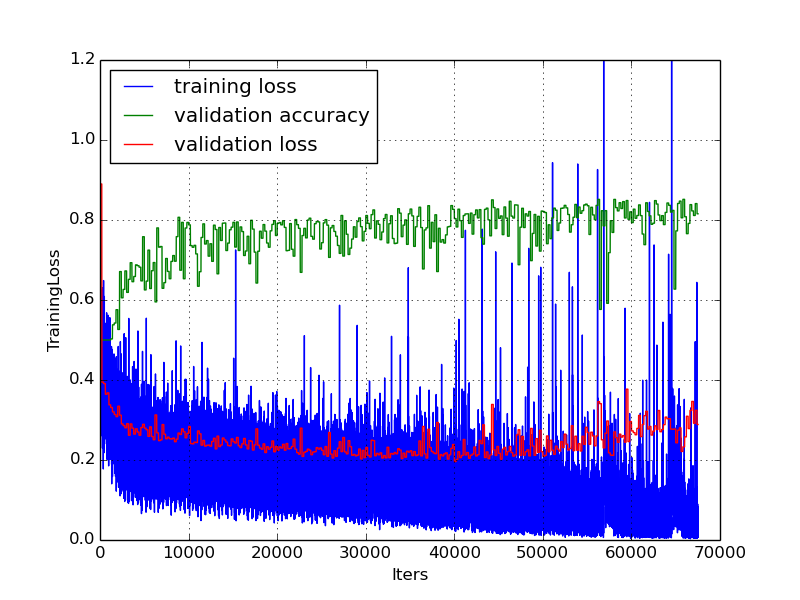 1.2
1.0
0.8
0.6
0.4
0.2
0.0
TrainingLoss
training loss
validation accuracy
validation loss
0 10000 20000 30000 40000 50000 60000 70000
Iters